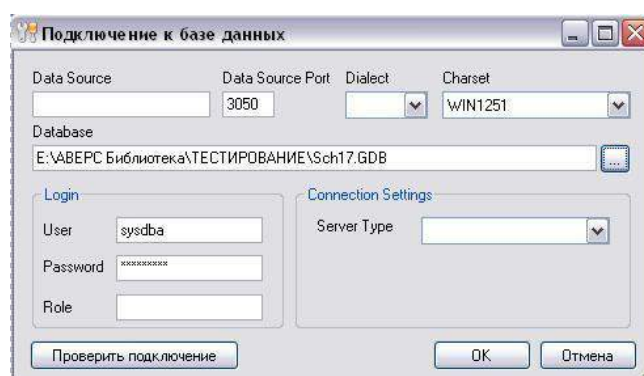 Подключение к базе данных
Data Source Data Source Port Dialect Charset
3050 WIN1251
Database
E:\АВЕРС Библиотека\ТЕСТИРОВАНИЕ\Sch17.GDB ...
Login Connection Settings
User sysdba Server Type
Password *********
Role
Проверить подключение OK Отмена